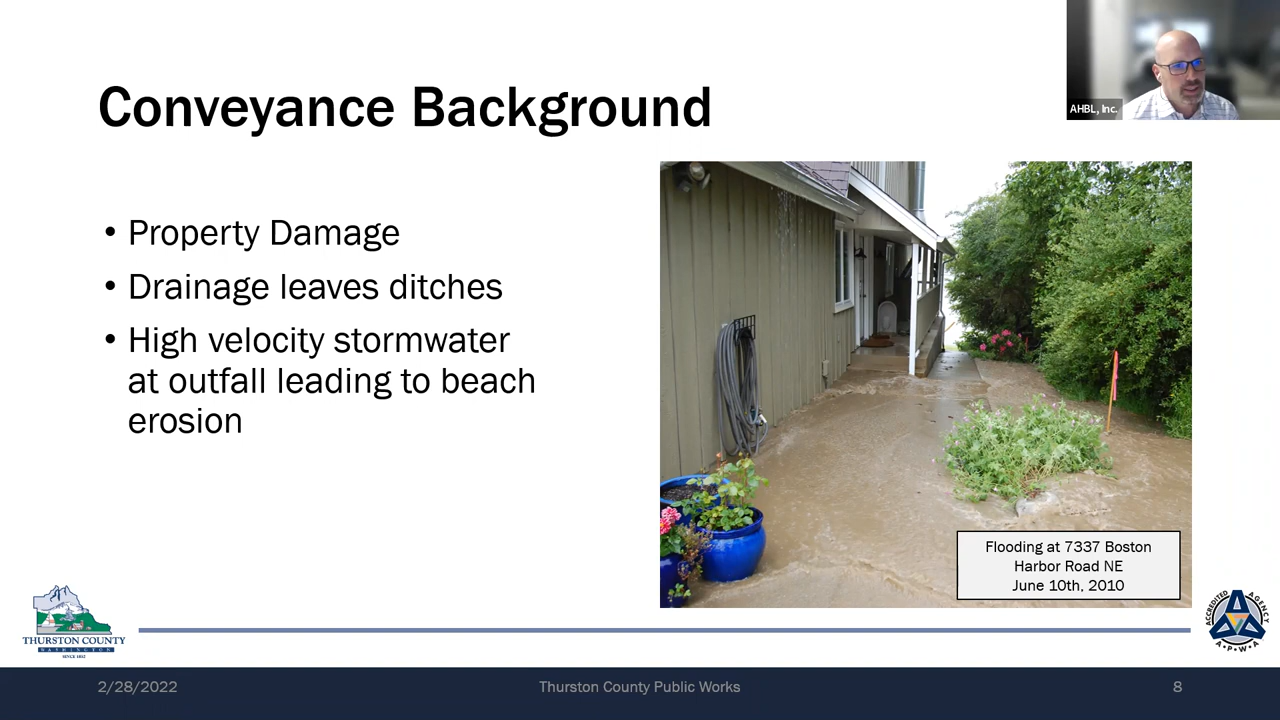 AHBL, Inc.
Conveyance Background
• Property Damage
• Drainage leaves ditches
• High velocity stormwater
at outfall leading to beach
erosion
Flooding at 7337 Boston
Harbor Road NE
June 10th, 2010
THURSTON COUNTY
WASHINGTON
SINCE 1852
ACCREDITED AGENCY
A•P•W•A
2/28/2022
Thurston County Public Works
8